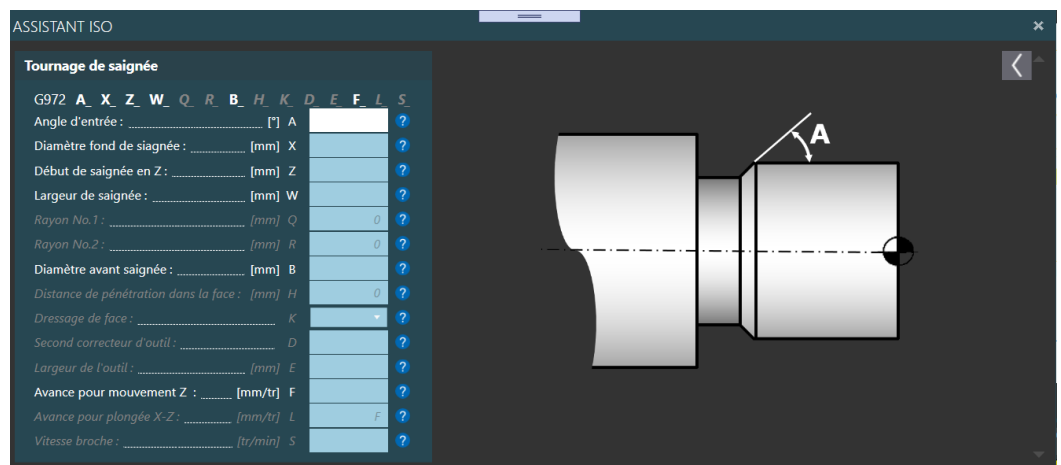 ASSISTANT ISO ×
Tournage de saignée
G972 A_ X_ Z_ W_ Q_ R_ B_ H_ K_ D_ E_ F_ L_ S_
Angle d'entrée : [°] A ?
Diamètre fond de siagnée : [mm] X ?
Début de saignée en Z : [mm] Z ?
Largeur de saignée : [mm] W ?
Rayon No.1 : [mm] Q 0 ?
Rayon No.2 : [mm] R 0 ?
Diamètre avant saignée : [mm] B ?
Distance de pénétration dans la face : [mm] H 0 ?
Dressage de face : K ?
Second correcteur d'outil : D ?
Largeur de l'outil : [mm] E ?
Avance pour mouvement Z : [mm/tr] F ?
Avance pour plongée X-Z : [mm/tr] L F ?
Vitesse broche : [tr/min] S ?
A